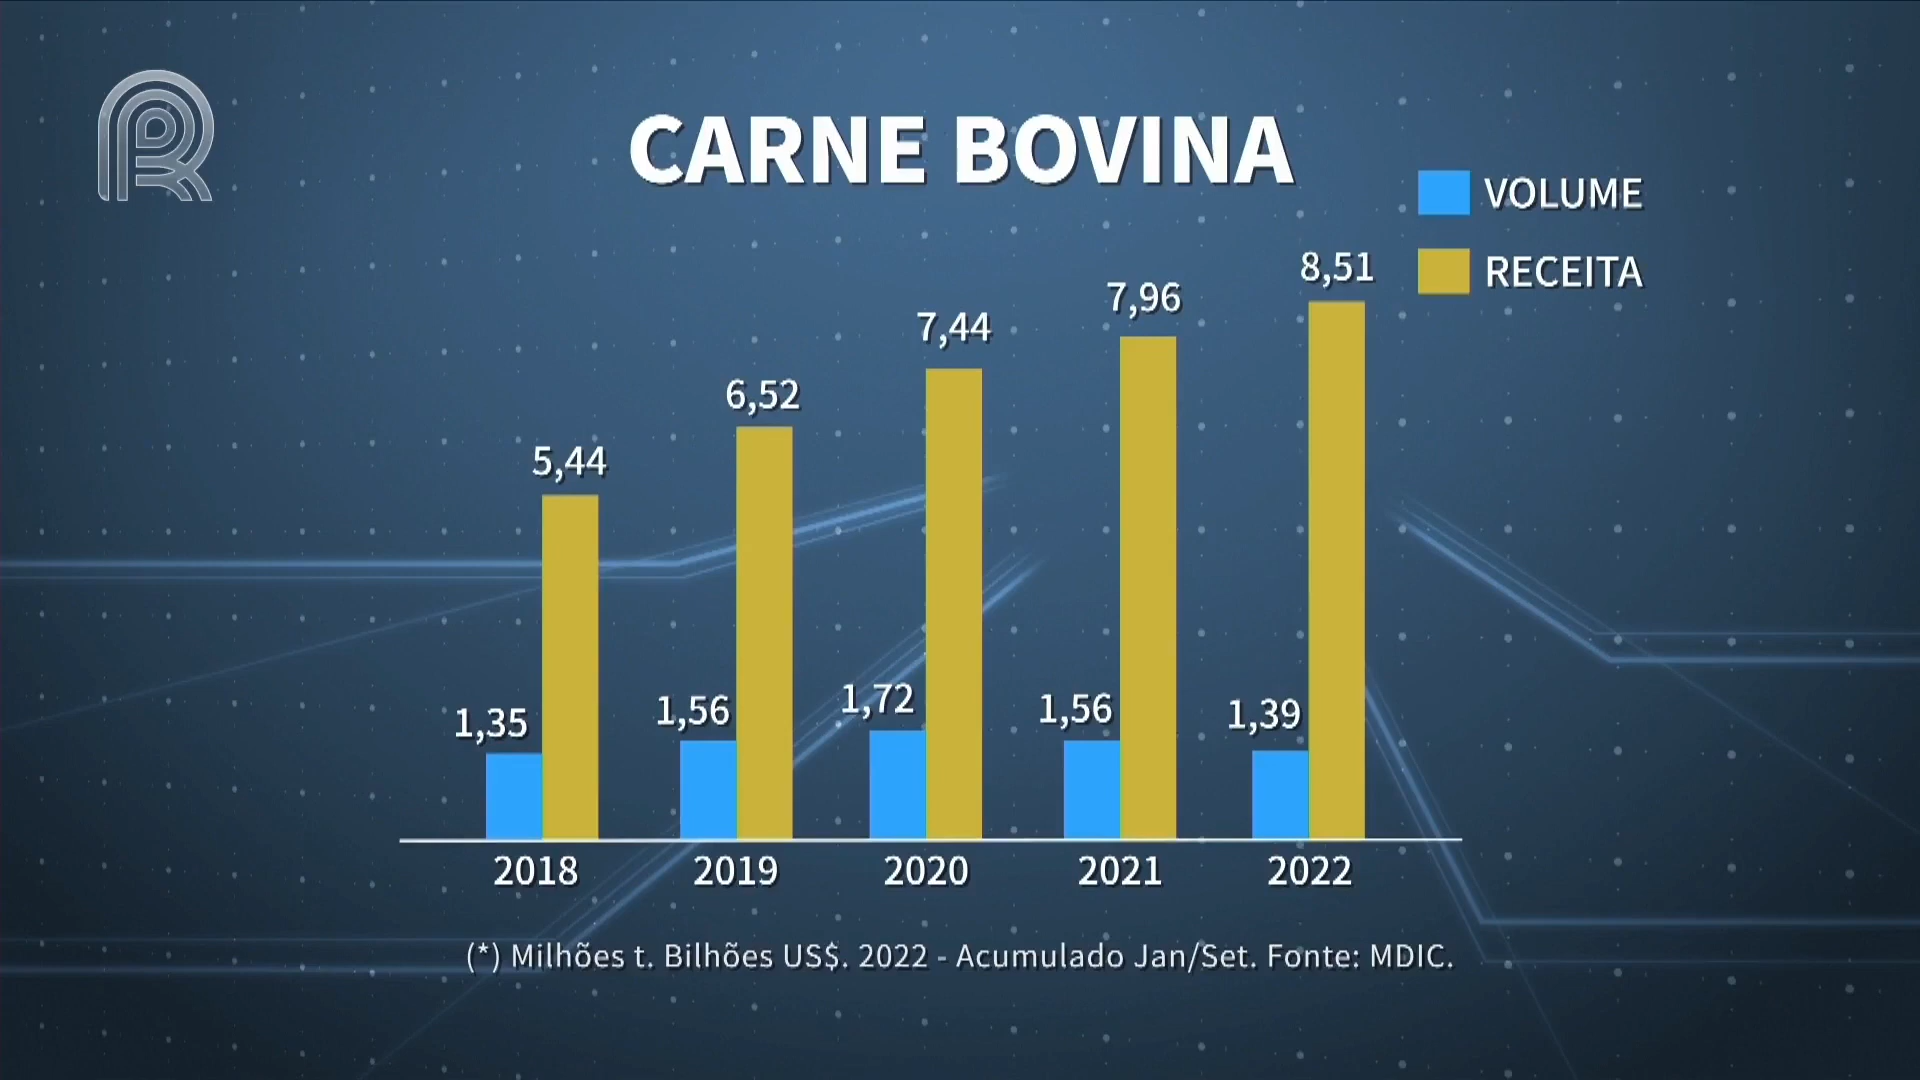 CARNE BOVINA
VOLUME
RECEITA
5,44
6,52
7,44
7,96
8,51
1,35
1,56
1,72
1,56
1,39
2018 2019 2020 2021 2022
(*) Milhões t. Bilhões US$. 2022 - Acumulado Jan/Set. Fonte: MDIC.